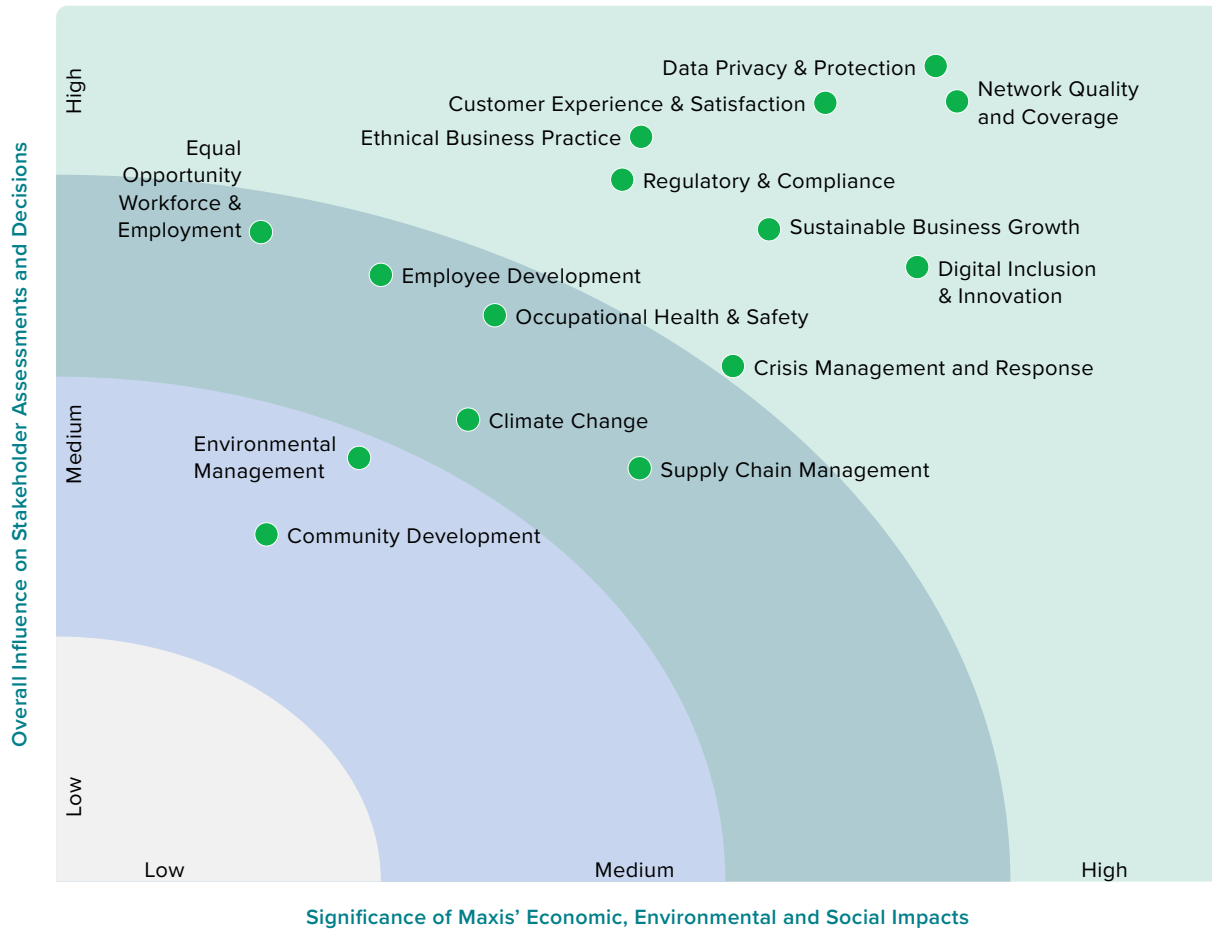 High
Data Privacy & Protection
Network Quality
and Coverage
Customer Experience & Satisfaction
Ethnical Business Practice
Equal
Opportunity
Workforce &
Employment
Regulatory & Compliance
Sustainable Business Growth
Digital Inclusion
& Innovation
Employee Development
Occupational Health & Safety
Crisis Management and Response
Medium
Climate Change
Environmental
Management
Supply Chain Management
Community Development
Low
Overall Influence on Stakeholder Assessments and Decisions
Low
Medium
High
Significance of Maxis’ Economic, Environmental and Social Impacts